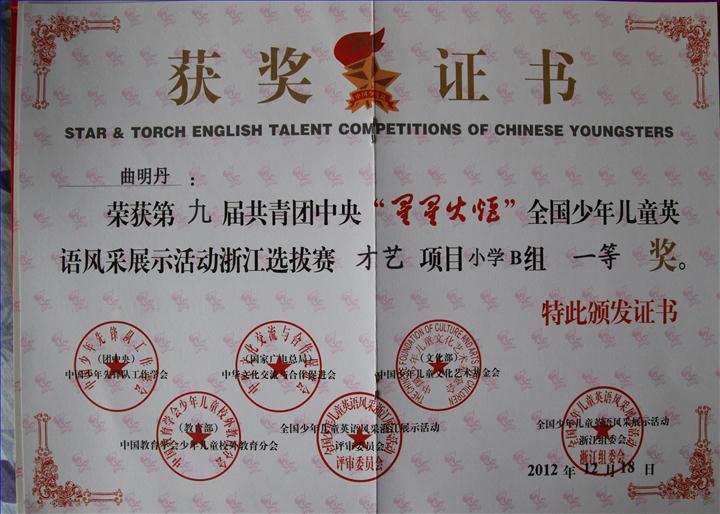 获奖证书
STAR & TORCH ENGLISH TALENT COMPETITIONS OF CHINESE YOUNGSTERS
曲明丹：
荣获第九届共青团中央“星星火炬”全国少年儿童英
语风采展示活动浙江选拔赛 才艺 项目小学B组 一等 奖。
特此颁发证书
（团中央）
中国少年先锋队工作学会
（国家广电总局）
中华文化交流与合作促进会
（文化部）
中国少年儿童文化艺术基金会
（教育部）
中国教育学会少年儿童校外教育分会
全国少年儿童英语风采浙江展示活动
评审委员会
全国少年儿童英语风采展示活动
浙江组委会
2012 年 12 月 18 日